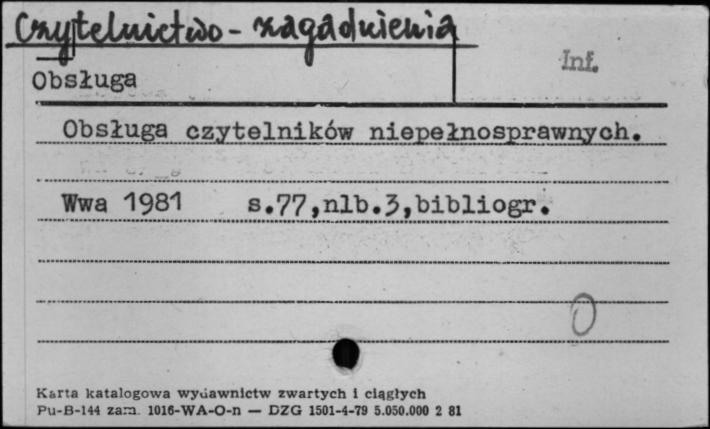 Czytelnictwo - zagadnienia
Inf.
Obsługa
Obsługa czytelników niepełnosprawnych.
Wwa 1981 s.77,nlb.3,bibliogr.
Karta katalogowa wydawnictw zwartych i ciągłych
Pu-B-144 zam. 1016-WA-O-n — DZG 1501-4-79 5.050.000 2 81